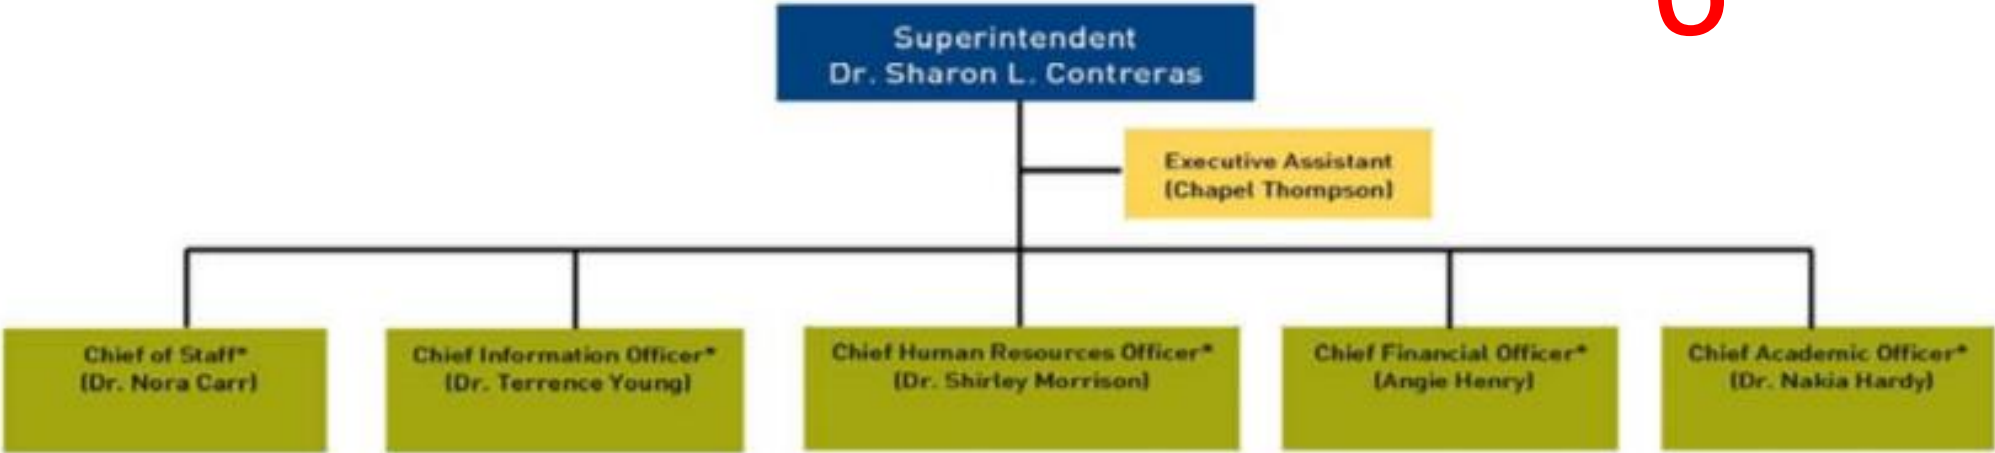 Superintendent
Dr. Sharon L. Contreras
Executive Assistant
(Chapel Thompson)
Chief of Staff*
(Dr. Nora Carr)
Chief Information Officer*
(Dr. Terrence Young)
Chief Human Resources Officer*
(Dr. Shirley Morrison)
Chief Financial Officer*
(Angie Henry)
Chief Academic Officer*
(Dr. Nakia Hardy)